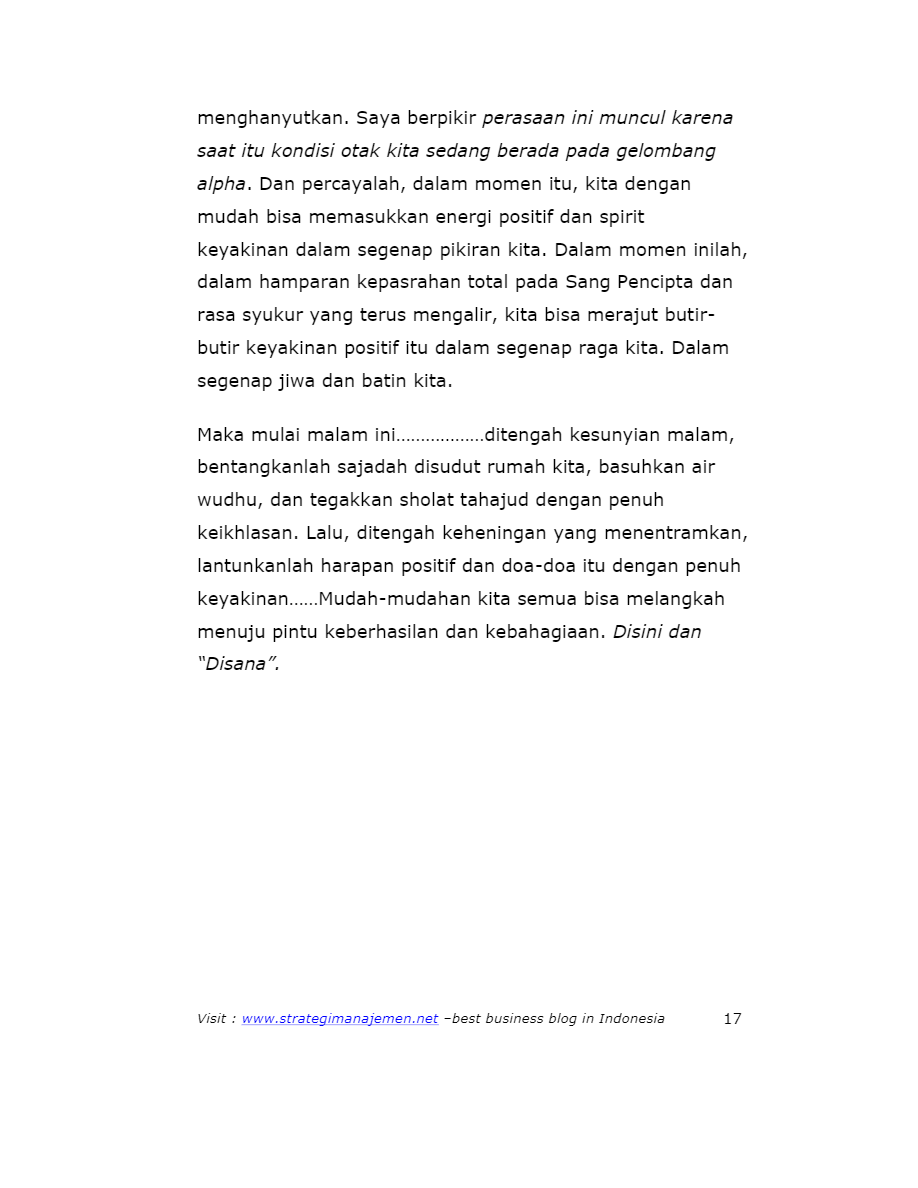 menghanyutkan. Saya berpikir perasaan ini muncul karena
saat itu kondisi otak kita sedang berada pada gelombang
alpha. Dan percayalah, dalam momen itu, kita dengan
mudah bisa memasukkan energi positif dan spirit
keyakinan dalam segenap pikiran kita. Dalam momen inilah,
dalam hamparan kepasrahan total pada Sang Pencipta dan
rasa syukur yang terus mengalir, kita bisa merajut butir-
butir keyakinan positif itu dalam segenap raga kita. Dalam
segenap jiwa dan batin kita.
Maka mulai malam ini………………ditengah kesunyian malam,
bentangkanlah sajadah disudut rumah kita, basuhkan air
wudhu, dan tegakkan sholat tahajud dengan penuh
keikhlasan. Lalu, ditengah keheningan yang menentramkan,
lantunkanlah harapan positif dan doa-doa itu dengan penuh
keyakinan……Mudah-mudahan kita semua bisa melangkah
menuju pintu keberhasilan dan kebahagiaan. Disini dan
“Disana”.
Visit : www.strategimanajemen.net –best business blog in Indonesia 17